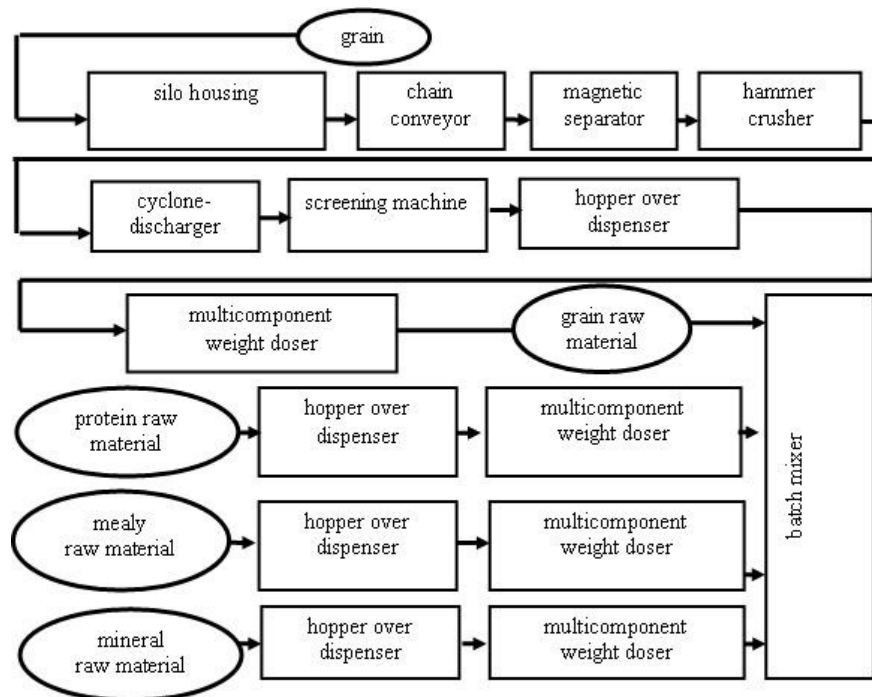 grain
silo housing
chain
conveyor
magnetic
separator
hammer
crusher
cyclone-
discharger
screening machine
hopper over
dispenser
multicomponent
weight doser
grain raw
material
batch mixer
protein raw
material
hopper over
dispenser
multicomponent
weight doser
mealy
raw material
hopper over
dispenser
multicomponent
weight doser
mineral
raw material
hopper over
dispenser
multicomponent
weight doser